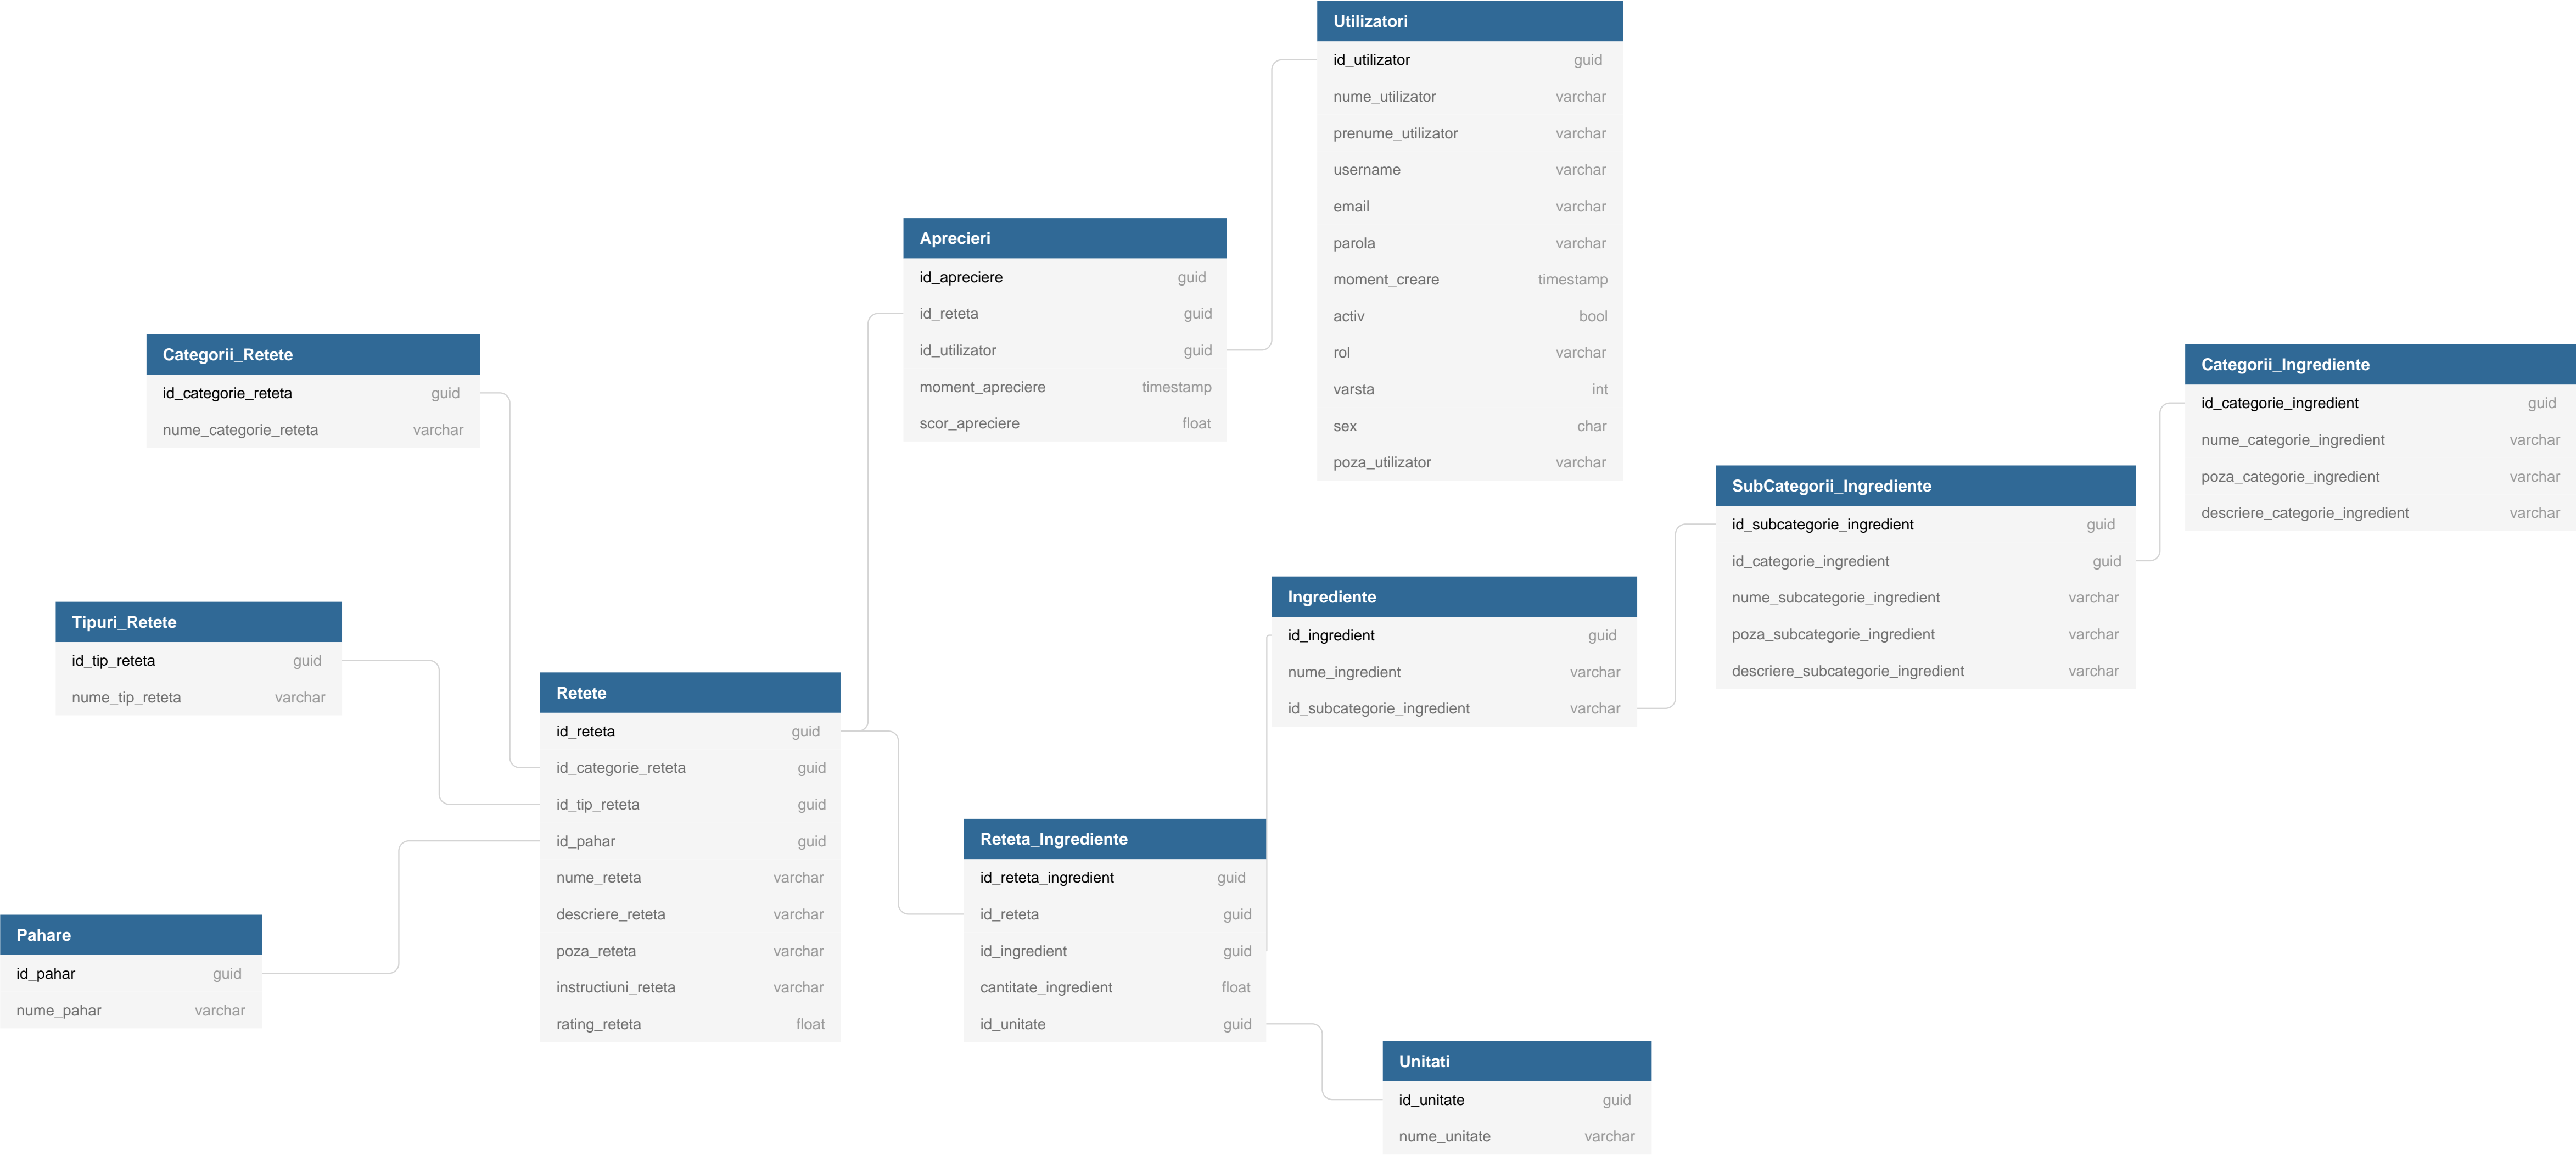 Utilizatori
id_utilizator guid
nume_utilizator varchar
prenume_utilizator varchar
username varchar
email varchar
parola varchar
moment_creare timestamp
activ bool
rol varchar
varsta int
sex char
poza_utilizator varchar
Aprecieri
id_apreciere guid
id_reteta guid
id_utilizator guid
moment_apreciere timestamp
scor_apreciere float
Categorii_Retete
id_categorie_reteta guid
nume_categorie_reteta varchar
Categorii_Ingrediente
id_categorie_ingredient guid
nume_categorie_ingredient varchar
poza_categorie_ingredient varchar
descriere_categorie_ingredient varchar
SubCategorii_Ingrediente
id_subcategorie_ingredient guid
id_categorie_ingredient guid
nume_subcategorie_ingredient varchar
poza_subcategorie_ingredient varchar
descriere_subcategorie_ingredient varchar
Ingrediente
id_ingredient guid
nume_ingredient varchar
id_subcategorie_ingredient varchar
Tipuri_Retete
id_tip_reteta guid
nume_tip_reteta varchar
Retete
id_reteta guid
id_categorie_reteta guid
id_tip_reteta guid
id_pahar guid
nume_reteta varchar
descriere_reteta varchar
poza_reteta varchar
instructiuni_reteta varchar
rating_reteta float
Reteta_Ingrediente
id_reteta_ingredient guid
id_reteta guid
id_ingredient guid
cantitate_ingredient float
id_unitate guid
Pahare
id_pahar guid
nume_pahar varchar
Unitati
id_unitate guid
nume_unitate varchar